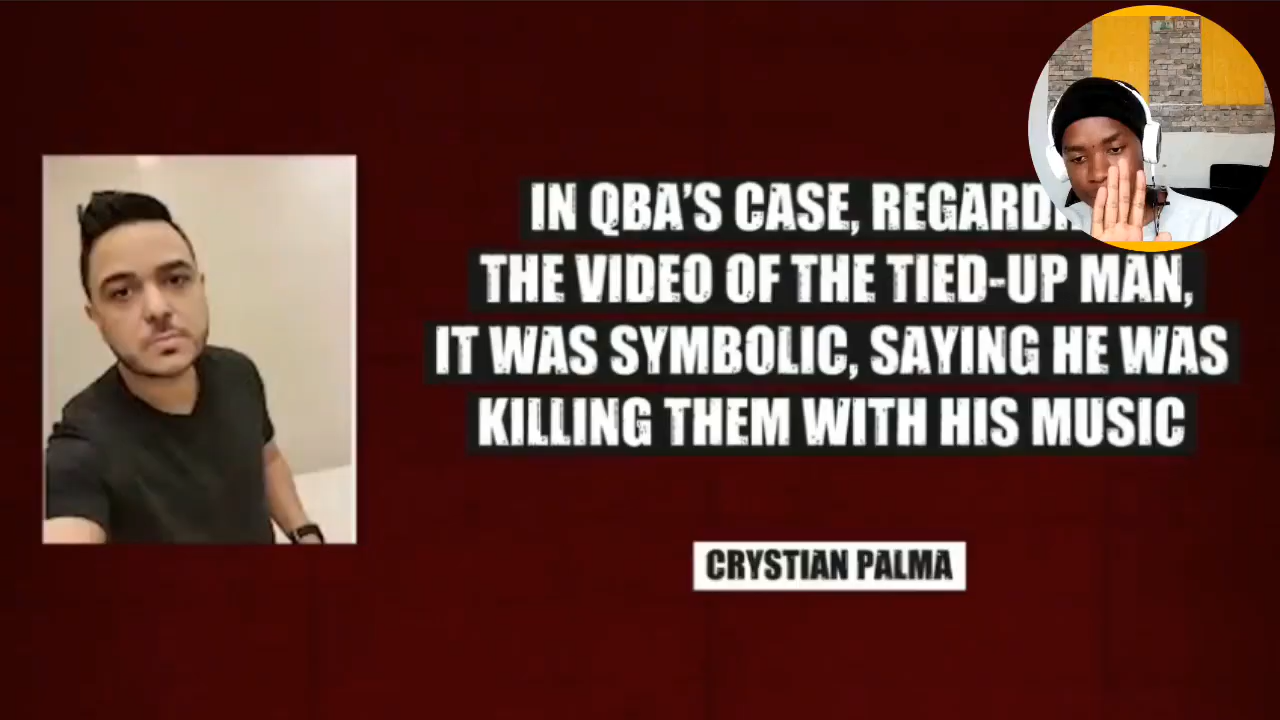 IN QBA'S CASE,
THE VIDEO OF THE TIED-UP MAN,
IT WAS SYMBOLIC, SAYING HE WAS
KILLING THEM WITH HIS MUSIC
CRYSTIAN PALMA